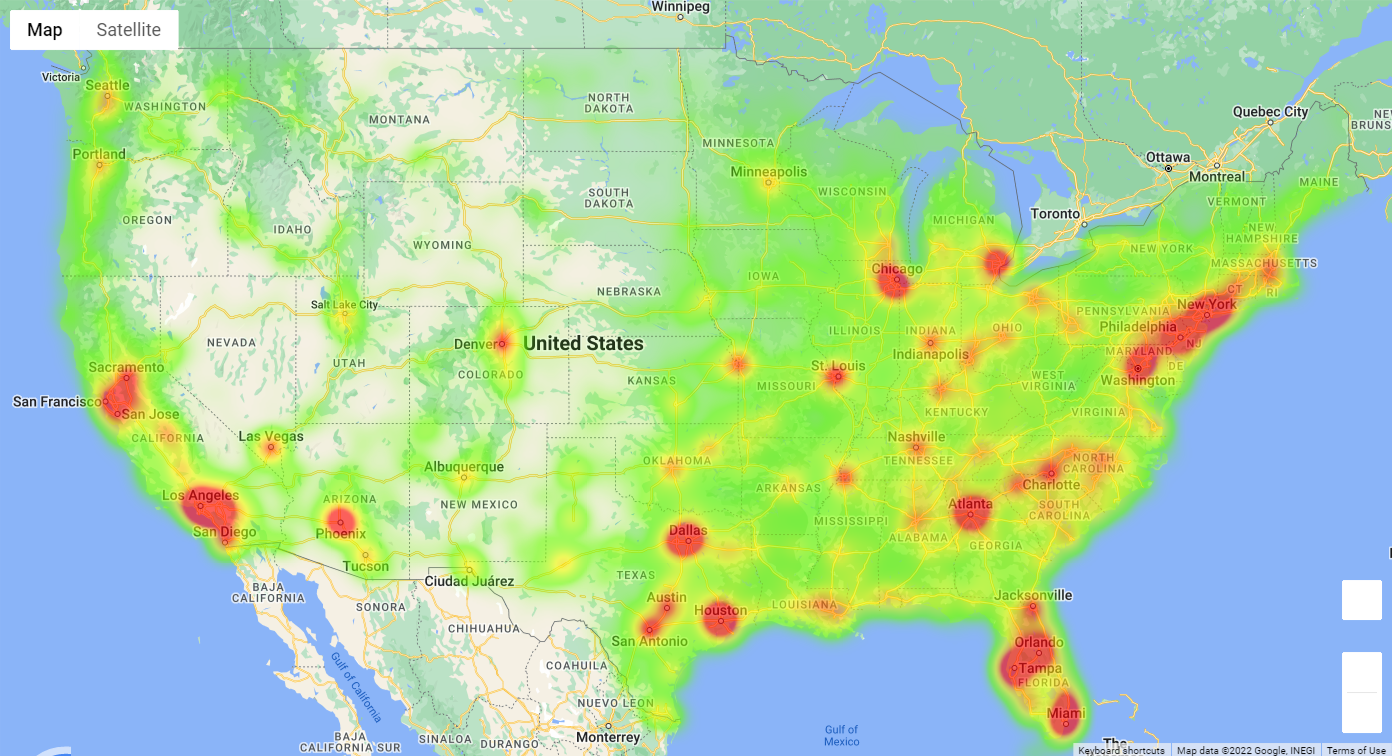 Map
Satellite
Winnipeg
Victoria
Seattle
WASHINGTON
MONTANA
NORTH
DAKOTA
MINNESOTA
Minneapolis
WISCONSIN
MICHIGAN
Quebec City
Ottawa
Montreal
MAINE
Toronto
VERMONT
NEW
HAMPSHIRE
NEW YORK
MASSACHUSETTS
CT
RI
Portland
OREGON
IDAHO
WYOMING
SOUTH
DAKOTA
IOWA
NEBRASKA
Chicago
ILLINOIS
INDIANA
Indianapolis
OHIO
PENNSYLVANIA
New York
Philadelphia
NJ
MARYLAND
DE
Washington
WEST
VIRGINIA
VIRGINIA
KENTUCKY
Salt Lake City
NEVADA
UTAH
Denver
United States
COLORADO
KANSAS
MISSOURI
St. Louis
Sacramento
San Francisco
San Jose
CALIFORNIA
Las Vegas
Albuquerque
OKLAHOMA
Nashville
TENNESSEE
NORTH
CAROLINA
Charlotte
Los Angeles
ARIZONA
NEW MEXICO
ARKANSAS
SOUTH
CAROLINA
Atlanta
MISSISSIPPI
ALABAMA
GEORGIA
San Diego
Phoenix
Tucson
Dallas
TEXAS
Ciudad Juárez
BAJA
CALIFORNIA
SONORA
CHIHUAHUA
Austin
Houston
LOUISIANA
San Antonio
Jacksonville
Orlando
Tampa
FLORIDA
Miami
COAHUILA
Gulf of California
NUEVO LEON
Monterrey
BAJA
CALIFORNIA SUR
SINALOA
DURANGO
Gulf of
Mexico
The
Keyboard shortcuts
Map data ©2022 Google, INEGI
Terms of Use